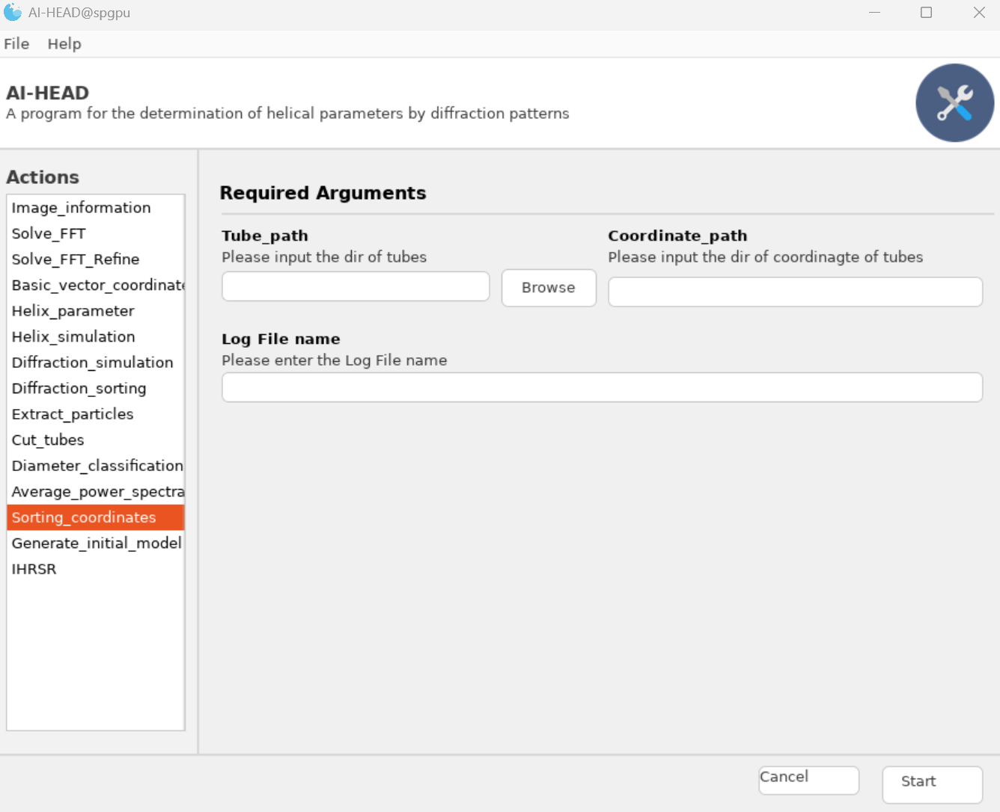 AI-HEAD@spgpu
File Help
AI-HEAD
A program for the determination of helical parameters by diffraction patterns
Actions
Image_information
Solve_FFT
Solve_FFT_Refine
Basic_vector_coordinate
Helix_parameter
Helix_simulation
Diffraction_simulation
Diffraction_sorting
Extract_particles
Cut_tubes
Diameter_classification
Average_power_spectra
Sorting_coordinates
Generate_initial_model
IHRSR
Required Arguments
Tube_path
Please input the dir of tubes
Browse
Coordinate_path
Please input the dir of coordinagte of tubes
Log File name
Please enter the Log File name
Cancel
Start